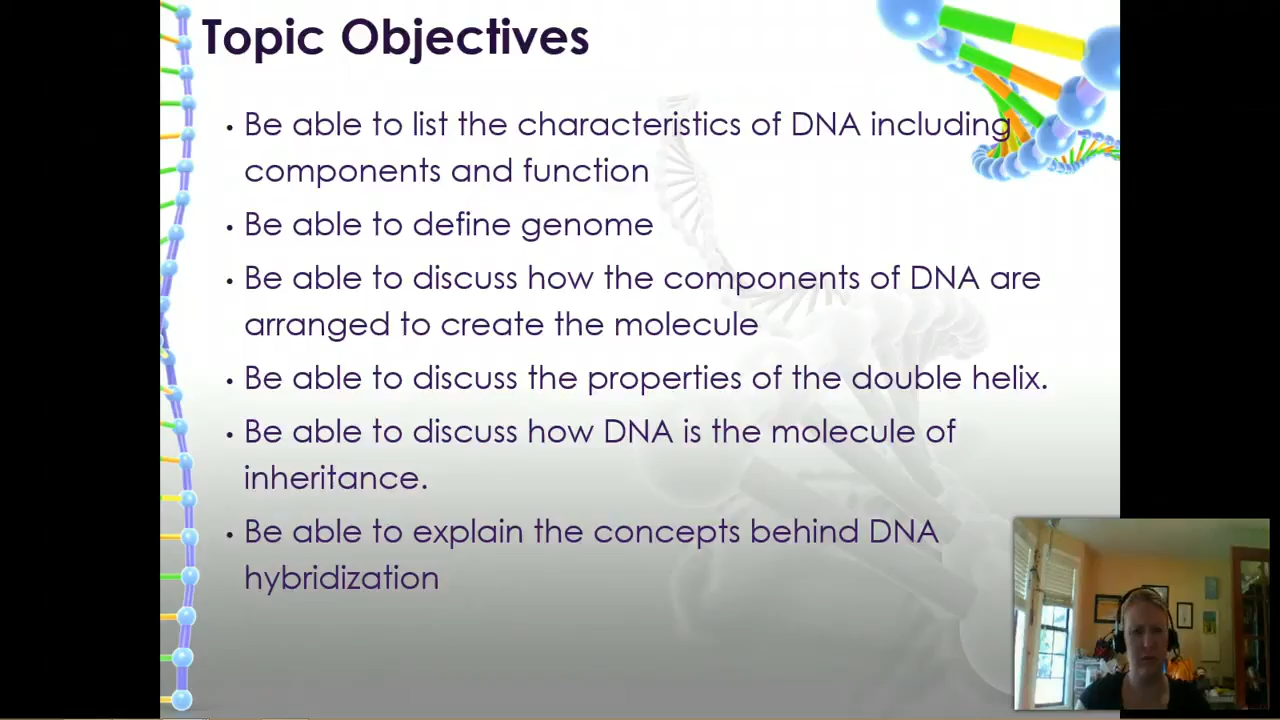 Topic Objectives
• Be able to list the characteristics of DNA including
components and function
• Be able to define genome
• Be able to discuss how the components of DNA are
arranged to create the molecule
• Be able to discuss the properties of the double helix.
• Be able to discuss how DNA is the molecule of
inheritance.
• Be able to explain the concepts behind DNA
hybridization